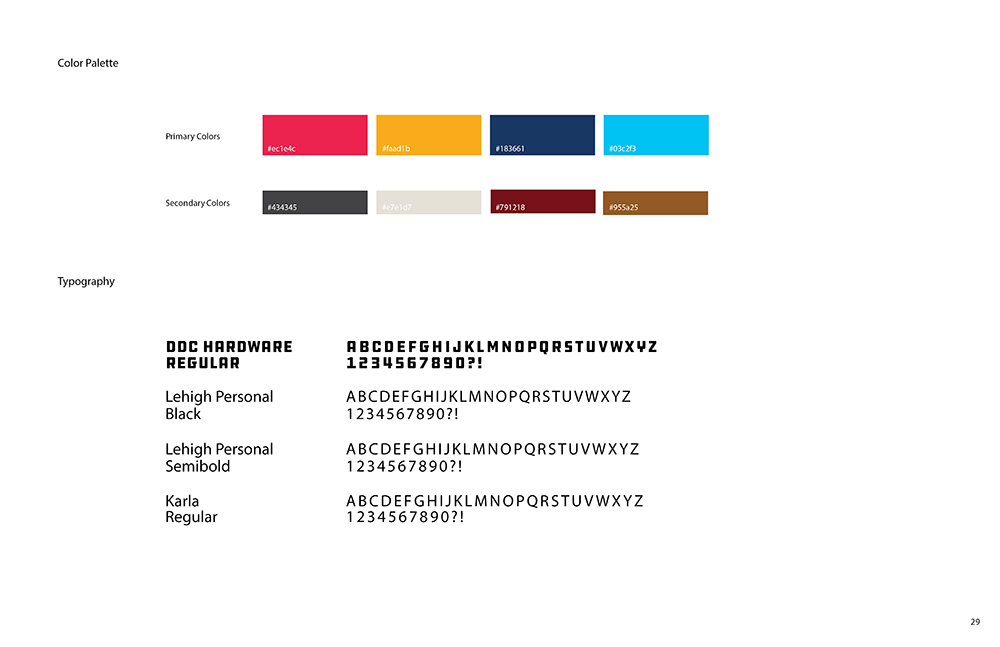 Color Palette
Primary Colors
#ec1e4c
#faad1b
#183661
#03c2f3
Secondary Colors
#434345
#e7e1d7
#791218
#955a25
Typography
DDC HARDWARE
REGULAR
ABCDEFGHIJKLMNOPQRSTUVWXYZ
1234567890?!
Lehigh Personal
Black
ABCDEFGHIJKLMNOPQRSTUVWXYZ
1234567890?!
Lehigh Personal
Semibold
ABCDEFGHIJKLMNOPQRSTUVWXYZ
1234567890?!
Karla
Regular
ABCDEFGHIJKLMNOPQRSTUVWXYZ
1234567890?!
29